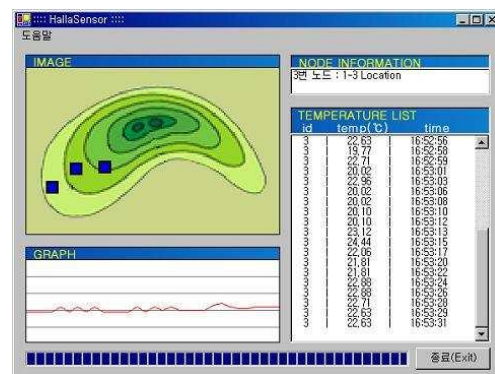 :::: HallaSensor ::::
도움말
IMAGE
NODE INFORMATION
3번 노드 : 1-3 Location
TEMPERATURE LIST
id temp(℃) time
3 | 22,63 | 16:52:56
3 | 19,77 | 16:52:58
3 | 22,71 | 16:52:59
3 | 20,02 | 16:53:01
3 | 22,96 | 16:53:03
3 | 20,02 | 16:53:06
3 | 20,02 | 16:53:08
3 | 20,10 | 16:53:10
3 | 20,10 | 16:53:12
3 | 23,12 | 16:53:13
3 | 24,44 | 16:53:15
3 | 22,06 | 16:53:17
3 | 21,81 | 16:53:20
3 | 21,81 | 16:53:22
3 | 22,88 | 16:53:24
3 | 22,88 | 16:53:26
3 | 22,71 | 16:53:28
3 | 22,63 | 16:53:29
3 | 22,63 | 16:53:31
GRAPH
종료(Exit)